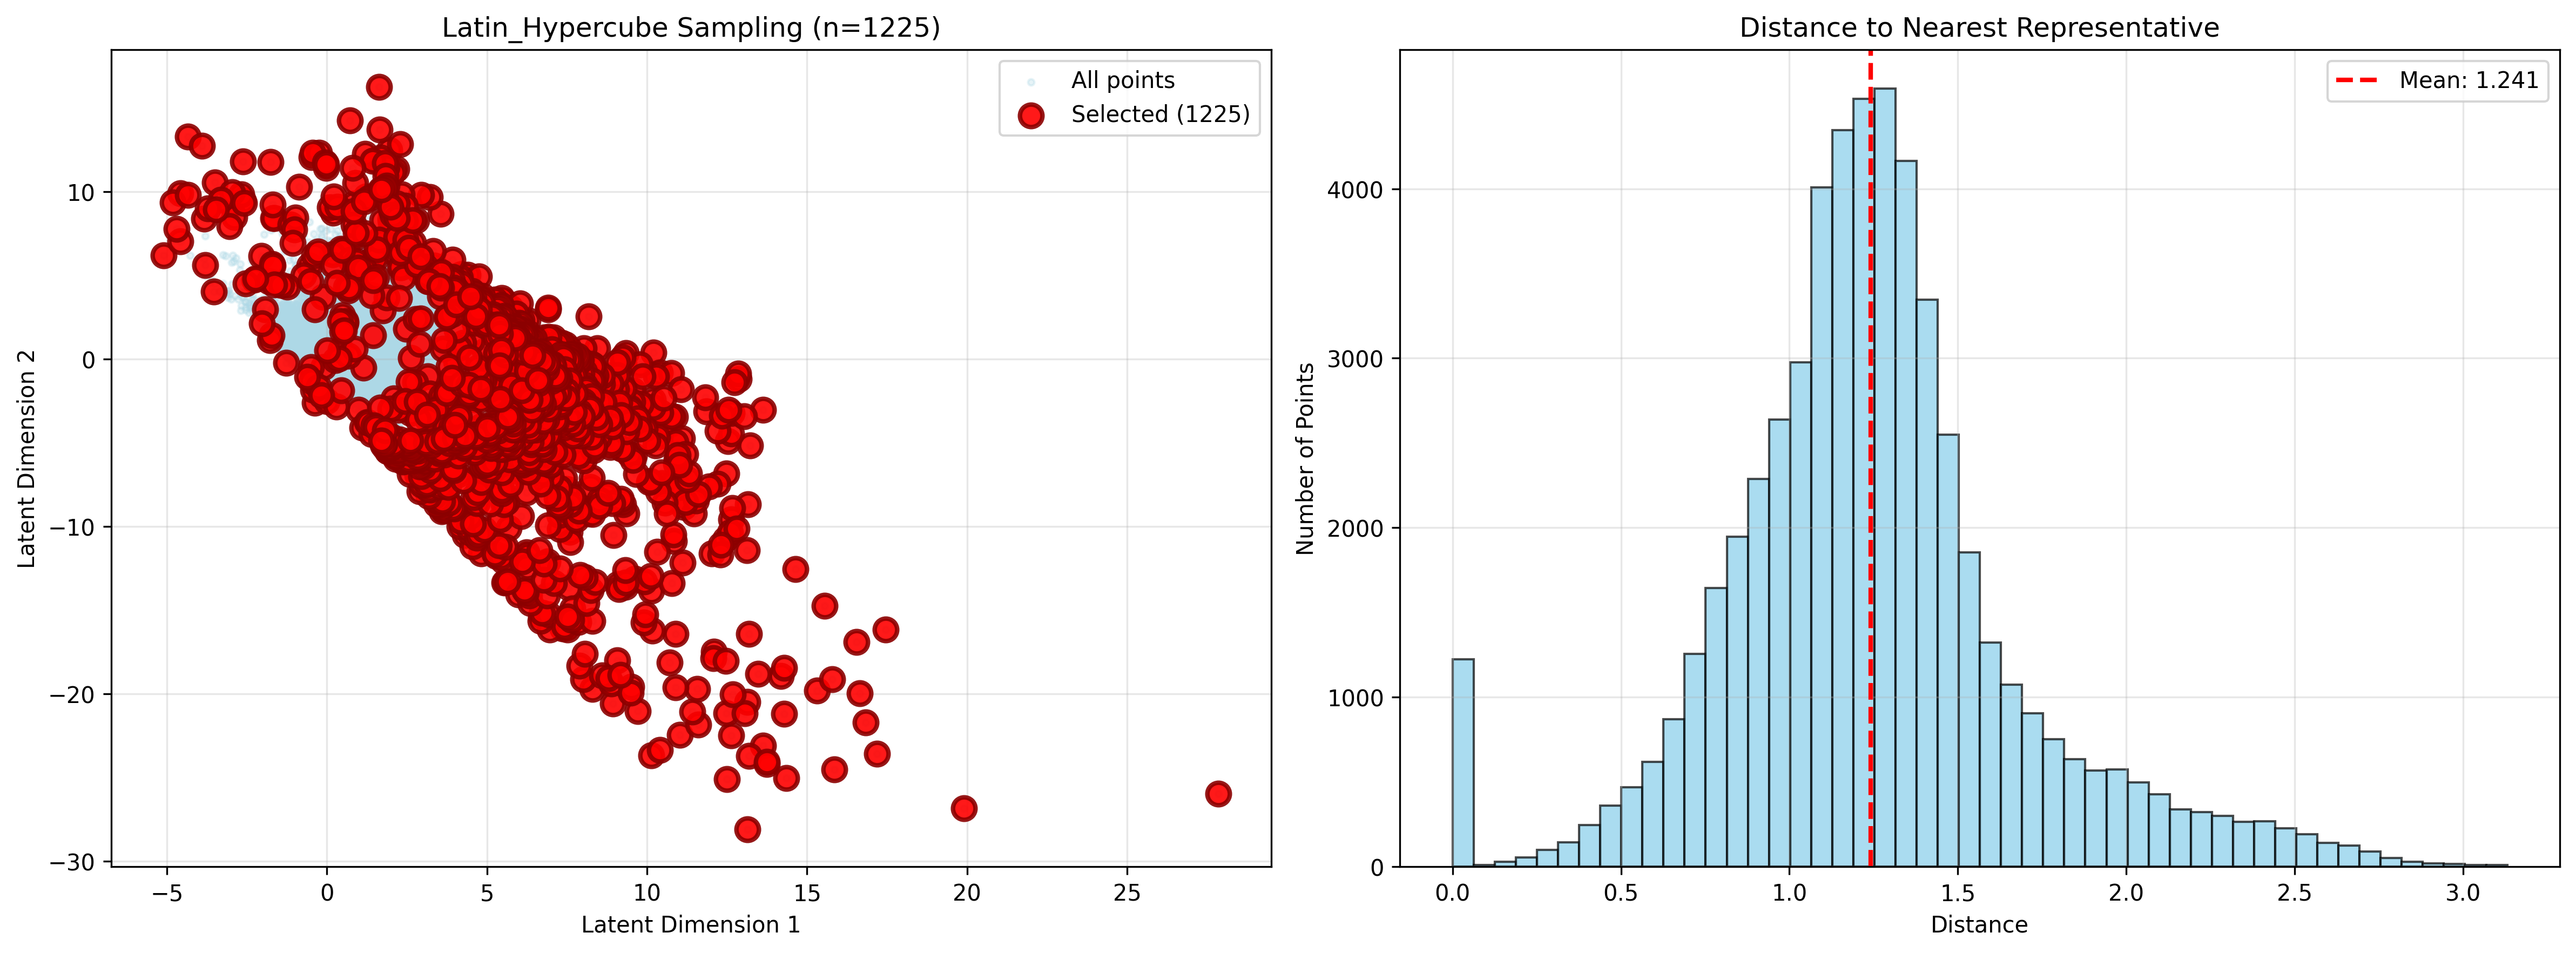 Latin_Hypercube Sampling (n=1225)
All points
Selected (1225)
10
0
−10
−20
−30
Latent Dimension 2
−5
0
5
10
15
20
25
Latent Dimension 1
Distance to Nearest Representative
Mean: 1.241
4000
3000
2000
1000
0
Number of Points
0.0
0.5
1.0
1.5
2.0
2.5
3.0
Distance